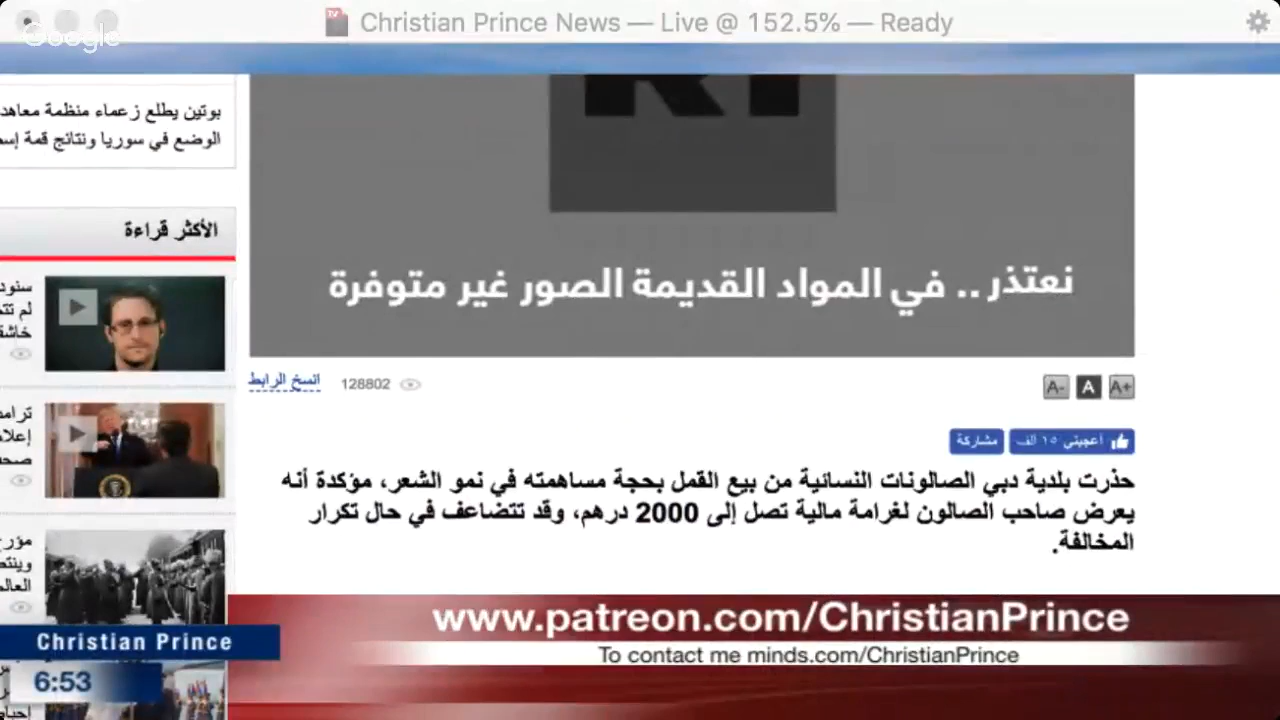 Google
Christian Prince News — Live @ 152.5% — Ready
RT
نعتذر .. في المواد القديمة الصور غير متوفرة
بوتين يطلع زعماء منظمة معاهد
الوضع في سوريا ونتائج قمة
الأكثر قراءة
لم
انسخ الرابط
128802
A- A A+
أعجبني ١٥ ألف
مشاركة
حذرت بلدية دبي الصالونات النسائية من بيع القمل بحجة مساهمته في نمو الشعر، مؤكدة أنه
يعرض صاحب الصالون لغرامة مالية تصل إلى 2000 درهم، وقد تتضاعف في حال تكرار
المخالفة.
www.patreon.com/ChristianPrince
To contact me minds.com/ChristianPrince
Christian Prince
6:53